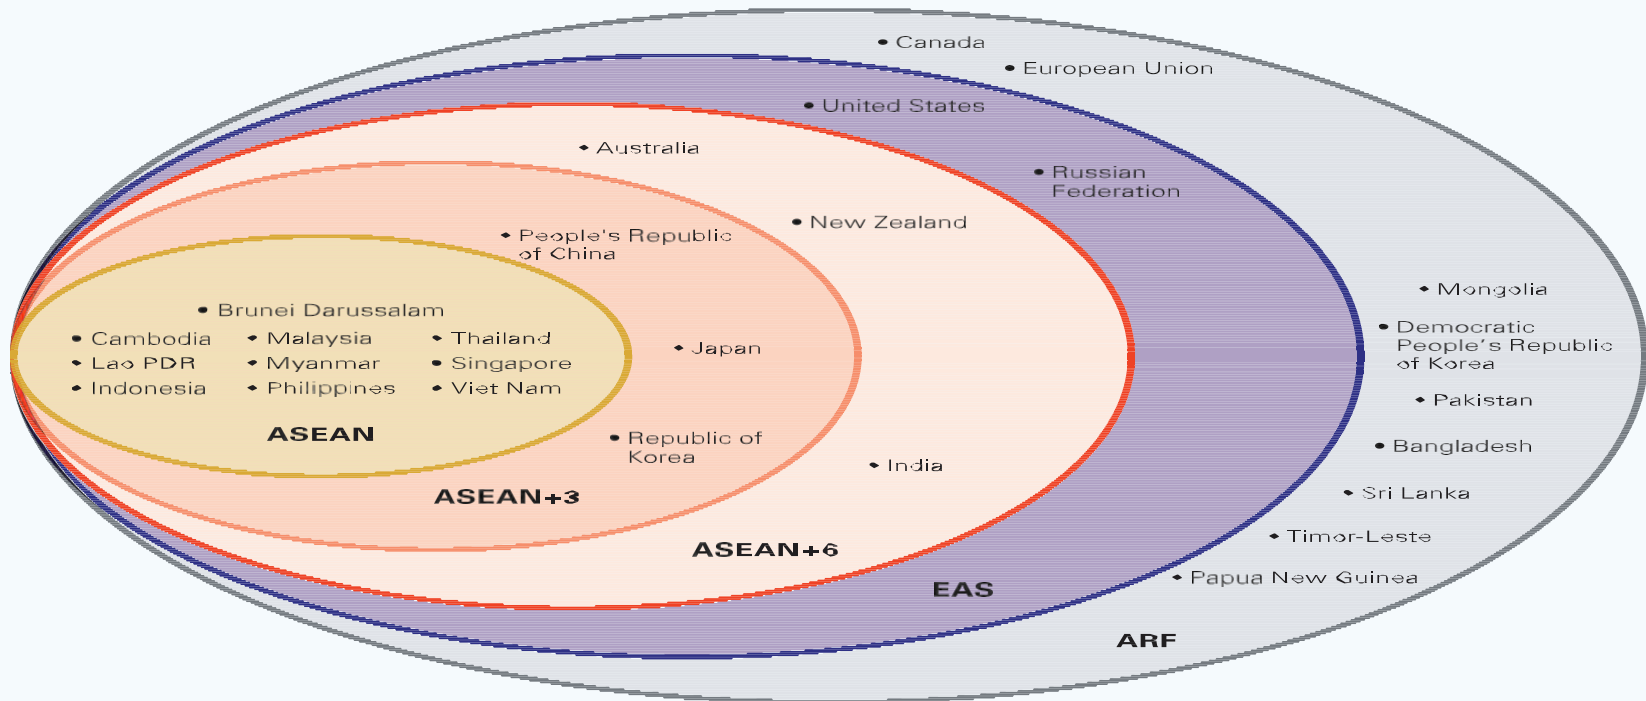 • Canada
• European Union
• United States
• Australia
• Russian
Federation
• New Zealand
• People's Republic
of China
• Mongolia
• Brunei Darussalam
• Democratic
People's Republic
of Korea
• Cambodia • Malaysia • Thailand
• Japan
• Lao PDR • Myanmar • Singapore
• Indonesia • Philippines • Viet Nam
• Pakistan
ASEAN
• Republic of
Korea
• Bangladesh
• India
• Sri Lanka
ASEAN+3
• Timor-Leste
ASEAN+6
• Papua New Guinea
EAS
ARF